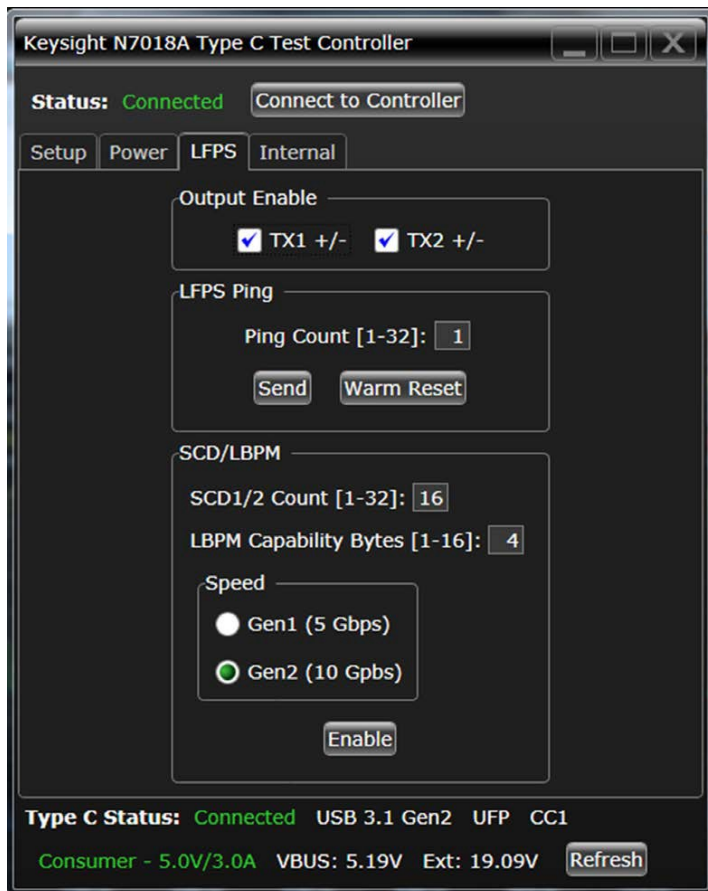 Keysight N7018A Type C Test Controller
Status: Connected Connect to Controller
Setup Power LFPS Internal
Output Enable
TX1 +/- TX2 +/-
LFPS Ping
Ping Count [1-32]: 1
Send Warm Reset
SCD/LBPM
SCD1/2 Count [1-32]: 16
LBPM Capability Bytes [1-16]: 4
Speed
Gen1 (5 Gbps)
Gen2 (10 Gpbs)
Enable
Type C Status: Connected USB 3.1 Gen2 UFP CC1
Consumer - 5.0V/3.0A VBUS: 5.19V Ext: 19.09V Refresh